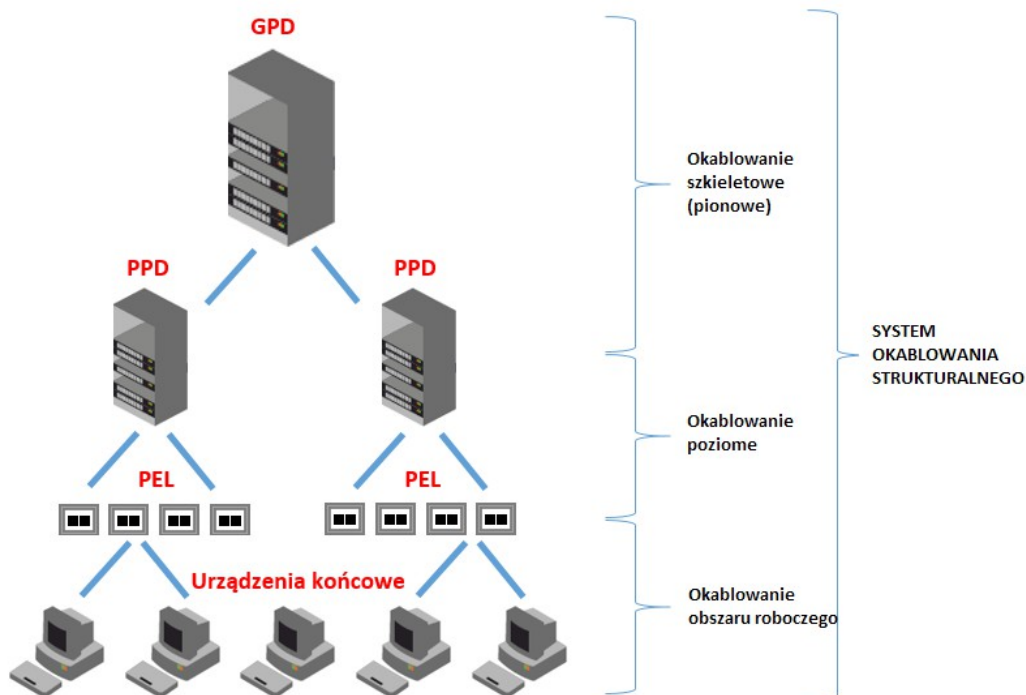 GPD
Okablowanie
szkieletowe
(pionowe)
PPD
PPD
SYSTEM
OKABLOWANIA
STRUKTURALNEGO
Okablowanie
poziome
PEL
PEL
Urządzenia końcowe
Okablowanie
obszaru roboczego